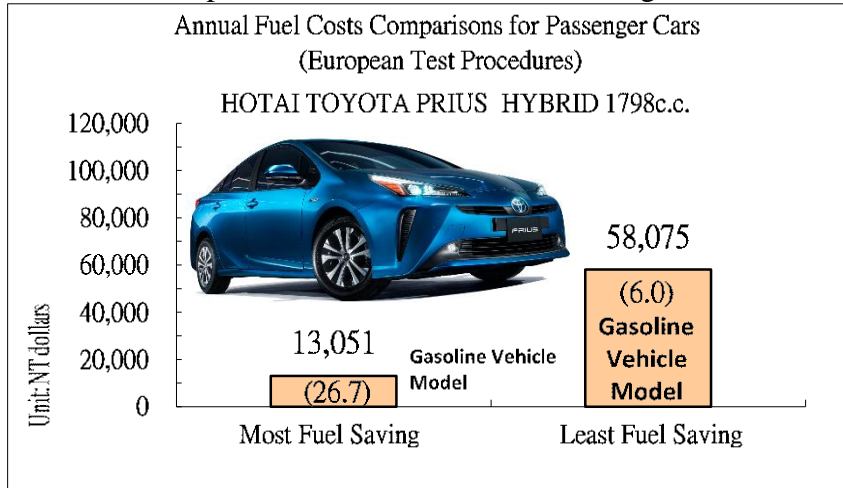 Annual Fuel Costs Comparisons for Passenger Cars
(European Test Procedures)
HOTAI TOYOTA PRIUS HYBRID 1798c.c.
120,000
100,000
80,000
60,000
40,000
20,000
0
Unit: NT dollars
PRIUS
13,051
(26.7)
Gasoline Vehicle
Model
58,075
(6.0)
Gasoline
Vehicle
Model
Most Fuel Saving
Least Fuel Saving